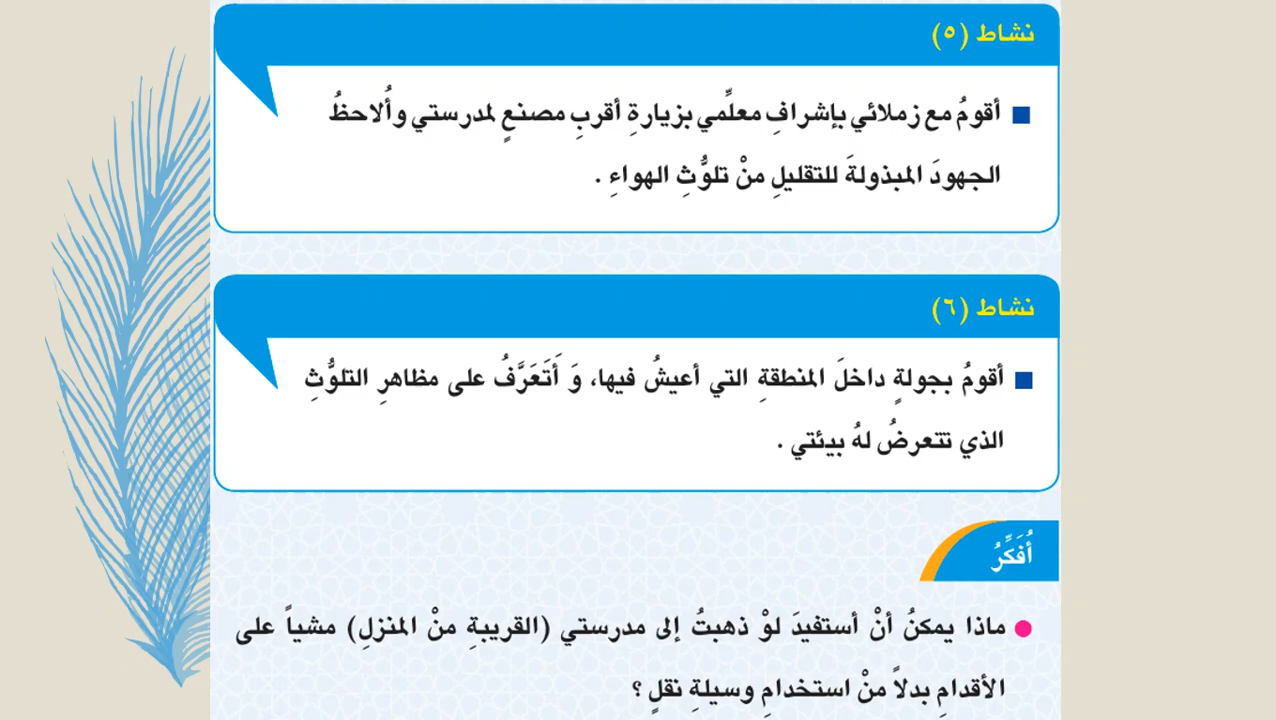 نشاط (٥)
أقومُ مع زملائي بإشرافِ معلِّمي بزيارةِ أقربِ مصنعٍ لمدرستي وأُلاحظُ
الجهودَ المبذولةَ للتقليلِ منْ تلوُّثِ الهواءِ .
نشاط (٦)
أقومُ بجولةٍ داخلَ المنطقةِ التي أعيشُ فيها، وَ أَتَعَرَّفُ على مظاهرِ التلوُّثِ
الذي تتعرضُ لهُ بيئتي .
أُفَكِّرُ
ماذا يمكنُ أنْ أستفيدَ لوْ ذهبتُ إلى مدرستي (القريبةِ منْ المنزلِ) مشياً على
الأقدامِ بدلاً منْ استخدامِ وسيلةِ نقلٍ ؟